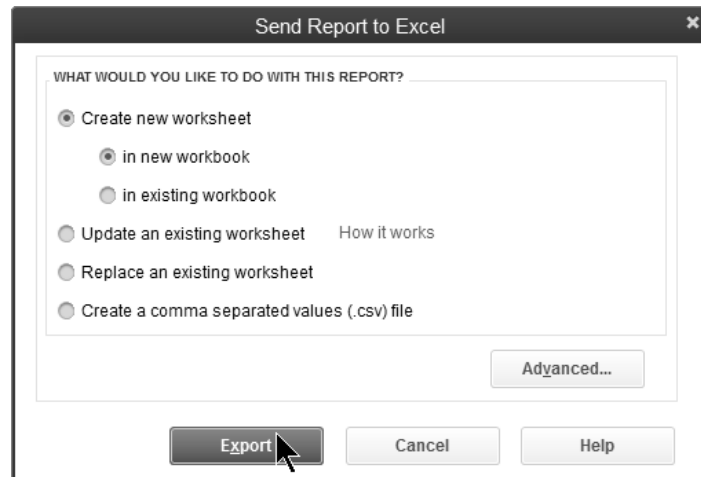 Send Report to Excel
WHAT WOULD YOU LIKE TO DO WITH THIS REPORT?
Create new worksheet
in new workbook
in existing workbook
Update an existing worksheet How it works
Replace an existing worksheet
Create a comma separated values (.csv) file
Advanced...
Export Cancel Help